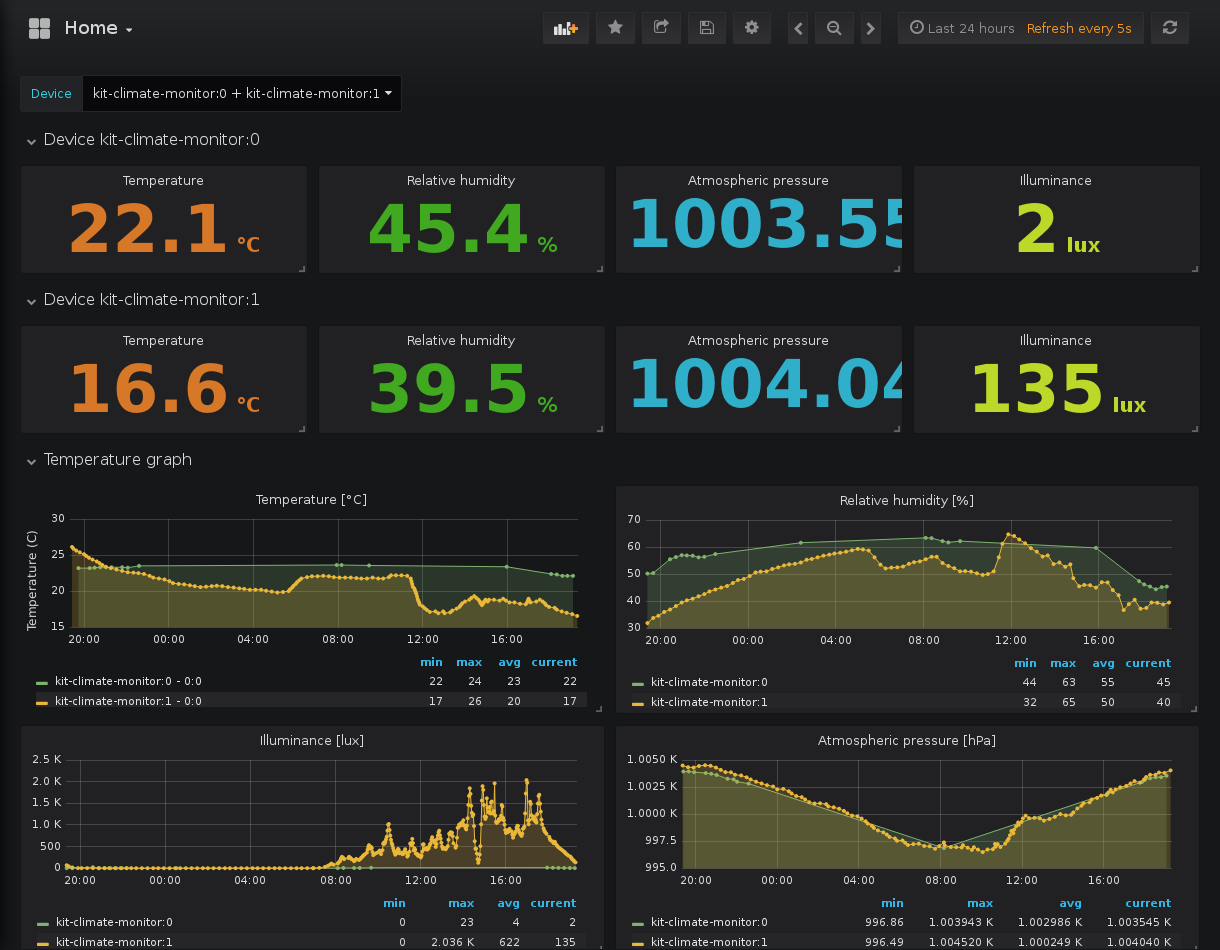 Home
Last 24 hours Refresh every 5s
Device kit-climate-monitor:0 + kit-climate-monitor:1
Device kit-climate-monitor:0
Temperature Relative humidity Atmospheric pressure Illuminance
22.1 °C 45.4 % 1003.55 2 lux
Device kit-climate-monitor:1
Temperature Relative humidity Atmospheric pressure Illuminance
16.6 °C 39.5 % 1004.04 135 lux
Temperature graph
Temperature [°C]
Temperature (C)
30
25
20
15
20:00 00:00 04:00 08:00 12:00 16:00
min max avg current
kit-climate-monitor:0 - 0:0 22 24 23 22
kit-climate-monitor:1 - 0:0 17 26 20 17
Relative humidity [%]
70
60
50
40
30
20:00 00:00 04:00 08:00 12:00 16:00
min max avg current
kit-climate-monitor:0 44 63 55 45
kit-climate-monitor:1 32 65 50 40
Illuminance [lux]
2.5 K
2.0 K
1.5 K
1.0 K
500
0
20:00 00:00 04:00 08:00 12:00 16:00
min max avg current
kit-climate-monitor:0 0 23 4 2
kit-climate-monitor:1 0 2.036 K 622 135
Atmospheric pressure [hPa]
1.0050 K
1.0025 K
1.0000 K
997.5
995.0
20:00 00:00 04:00 08:00 12:00 16:00
min max avg current
kit-climate-monitor:0 996.86 1.003943 K 1.002986 K 1.003545 K
kit-climate-monitor:1 996.49 1.004520 K 1.000249 K 1.004040 K